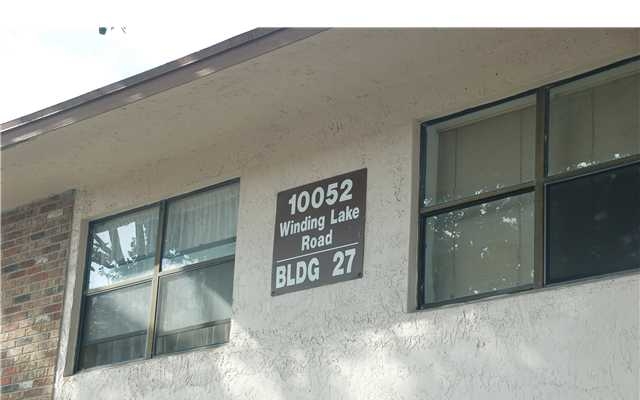 10052
Winding Lake
Road
BLDG 27